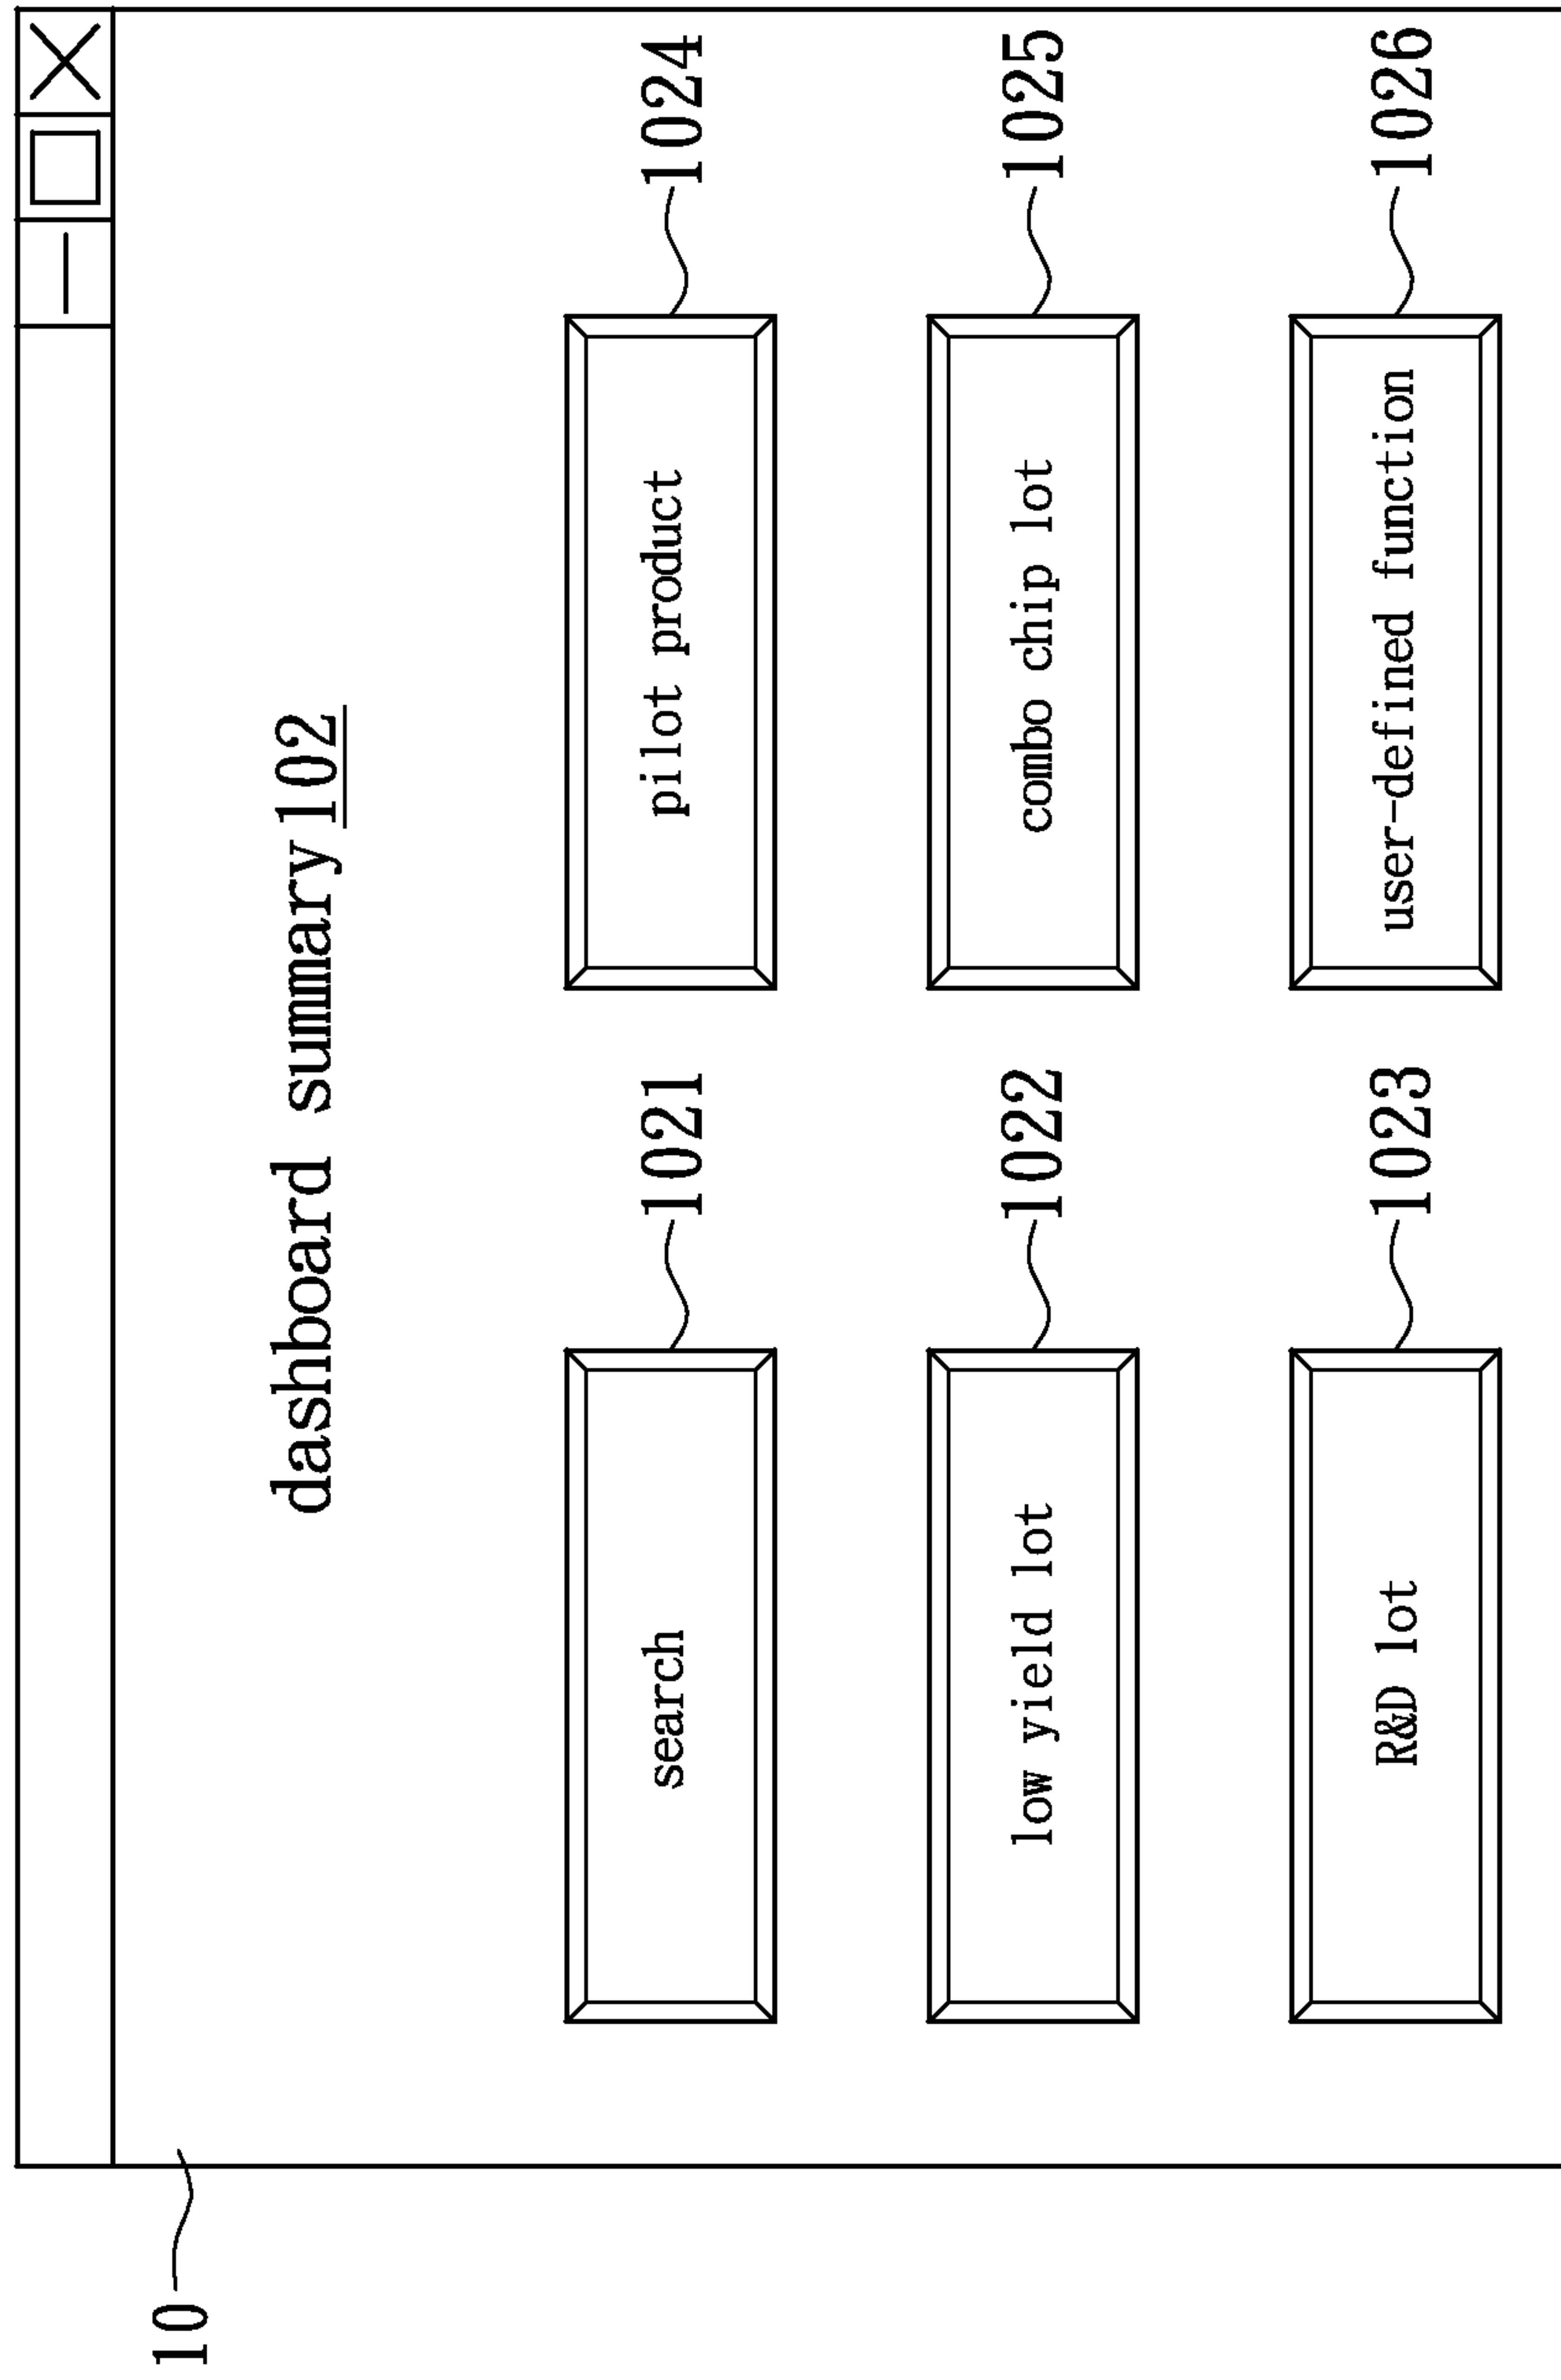 10
dashboard summary 102
search
1021
pilot product
1024
low yield lot
1022
combo chip lot
1025
R&D lot
1023
user-defined function
1026